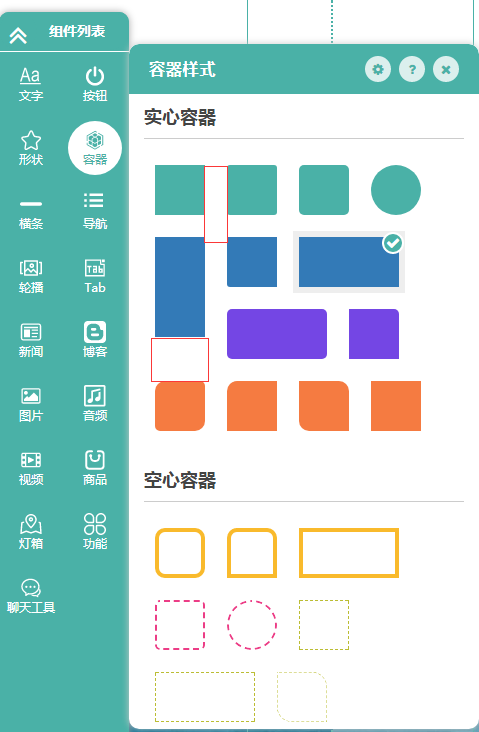 组件列表
容器样式
文字
按钮
形状
容器
横条
导航
轮播
Tab
新闻
博客
图片
音频
视频
商品
灯箱
功能
聊天工具
实心容器
空心容器